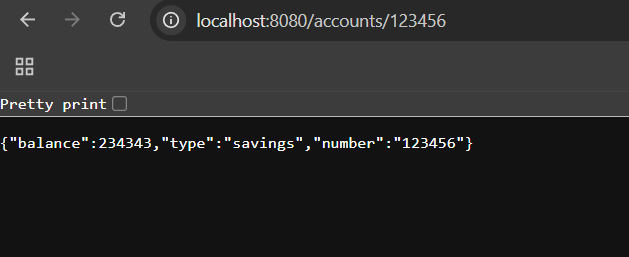 localhost:8080/accounts/123456
Pretty print
{"balance":234343,"type":"savings","number":"123456"}